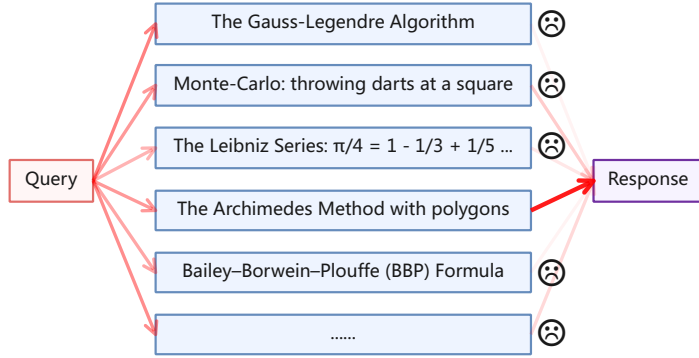 The Gauss-Legendre Algorithm
Monte-Carlo: throwing darts at a square
The Leibniz Series: π/4 = 1 - 1/3 + 1/5 ...
Query
The Archimedes Method with polygons
Response
Bailey–Borwein–Plouffe (BBP) Formula
......